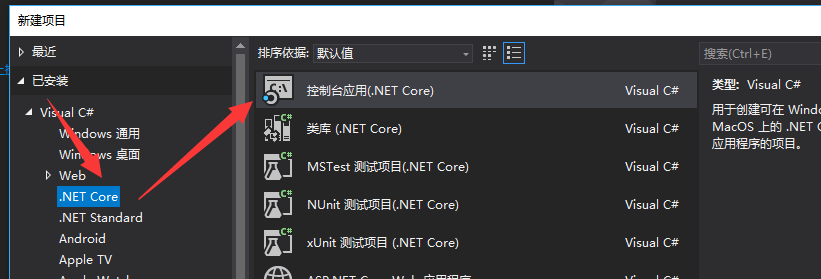 新建项目
最近
已安装
Visual C#
Windows 通用
Windows 桌面
Web
.NET Core
.NET Standard
Android
Apple TV
排序依据: 默认值
控制台应用(.NET Core) Visual C#
类库 (.NET Core) Visual C#
MSTest 测试项目(.NET Core) Visual C#
NUnit 测试项目(.NET Core) Visual C#
xUnit 测试项目 (.NET Core) Visual C#
搜索(Ctrl+E)
类型: Visual C#
用于创建可在 Windo
MacOS 上的 .NET C
应用程序的项目。